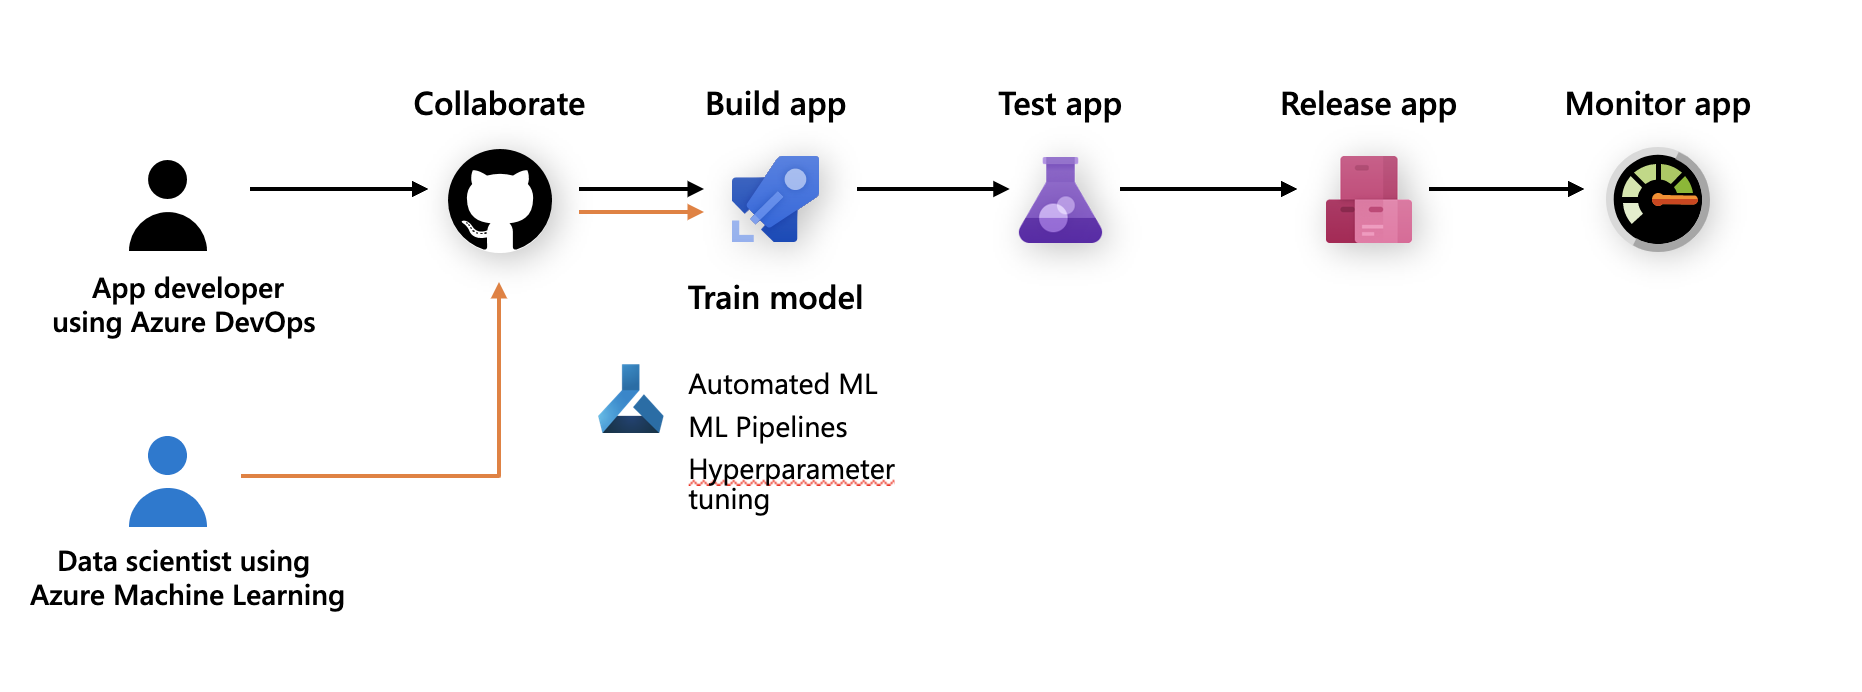 Collaborate
Build app
Test app
Release app
Monitor app
App developer
using Azure DevOps
Train model
Automated ML
ML Pipelines
Hyperparameter
tuning
Data scientist using
Azure Machine Learning